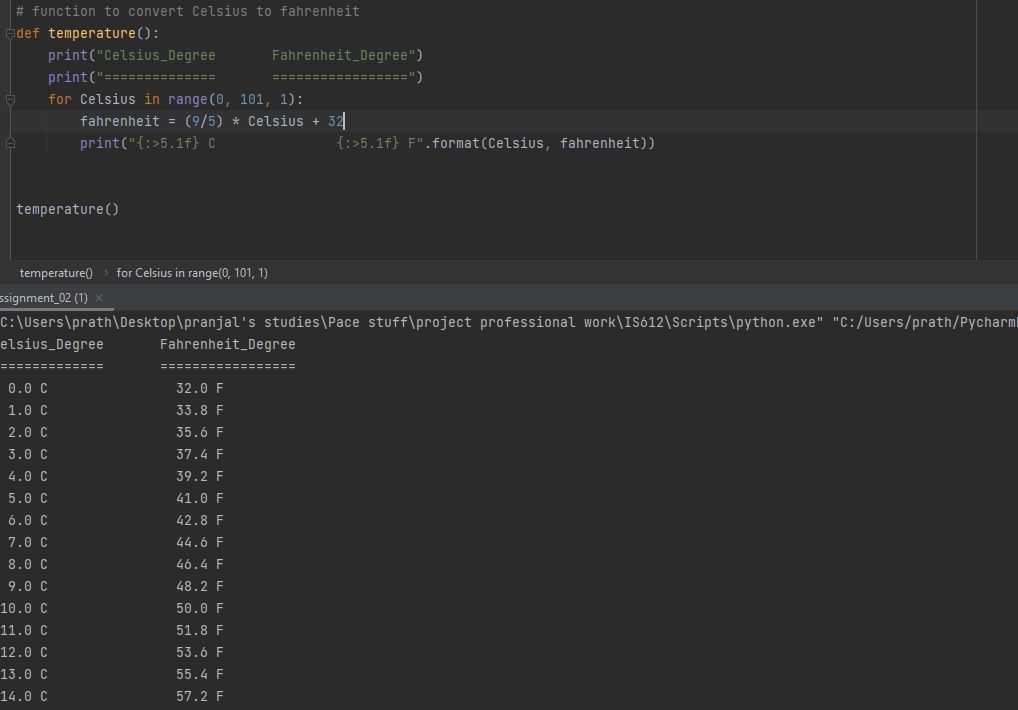 # function to convert Celsius to fahrenheit
def temperature():
    print("Celsius_Degree       Fahrenheit_Degree")
    print("==============       =================")
    for Celsius in range(0, 101, 1):
        fahrenheit = (9/5) * Celsius + 32
        print("{:>5.1f} C               {:>5.1f} F".format(Celsius, fahrenheit))
temperature()
temperature() › for Celsius in range(0, 101, 1)
ssignment_02 (1) ×
C:\Users\prath\Desktop\pranjal's studies\Pace stuff\project professional work\IS612\Scripts\python.exe" "C:/Users/prath/Pycharm
elsius_Degree       Fahrenheit_Degree
=============       =================
 0.0 C                32.0 F
 1.0 C                33.8 F
 2.0 C                35.6 F
 3.0 C                37.4 F
 4.0 C                39.2 F
 5.0 C                41.0 F
 6.0 C                42.8 F
 7.0 C                44.6 F
 8.0 C                46.4 F
 9.0 C                48.2 F
10.0 C                50.0 F
11.0 C                51.8 F
12.0 C                53.6 F
13.0 C                55.4 F
14.0 C                57.2 F